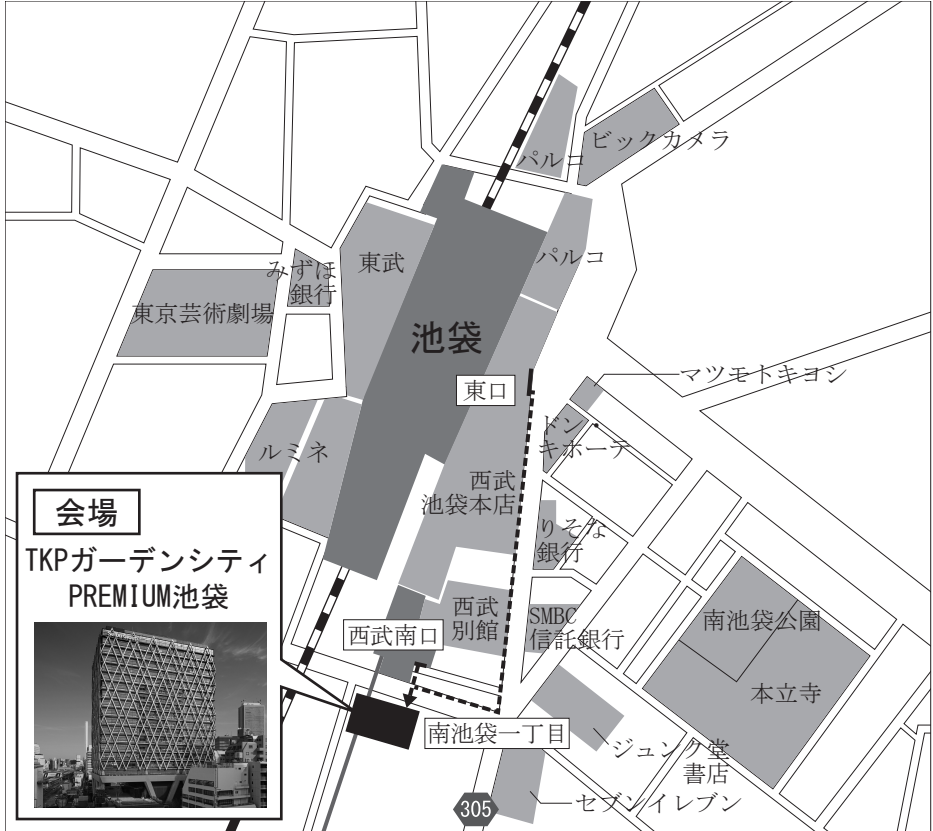 パルコ
ビックカメラ
東武
パルコ
みずほ
銀行
東京芸術劇場
池袋
東口
マツモトキヨシ
ドン・
キホーテ
ルミネ
西武
池袋本店
りそな
銀行
会場
TKPガーデンシティ
PREMIUM池袋
西武
別館
SMBC
信託銀行
西武南口
南池袋公園
本立寺
南池袋一丁目
ジュンク堂
書店
セブンイレブン
305